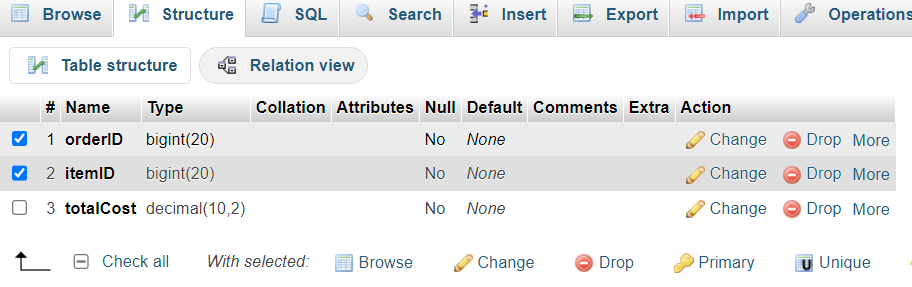 Browse Structure SQL Search Insert Export Import Operations
Table structure Relation view
# Name Type Collation Attributes Null Default Comments Extra Action
1 orderID bigint(20) No None Change Drop More
2 itemID bigint(20) No None Change Drop More
3 totalCost decimal(10,2) No None Change Drop More
Check all With selected: Browse Change Drop Primary Unique